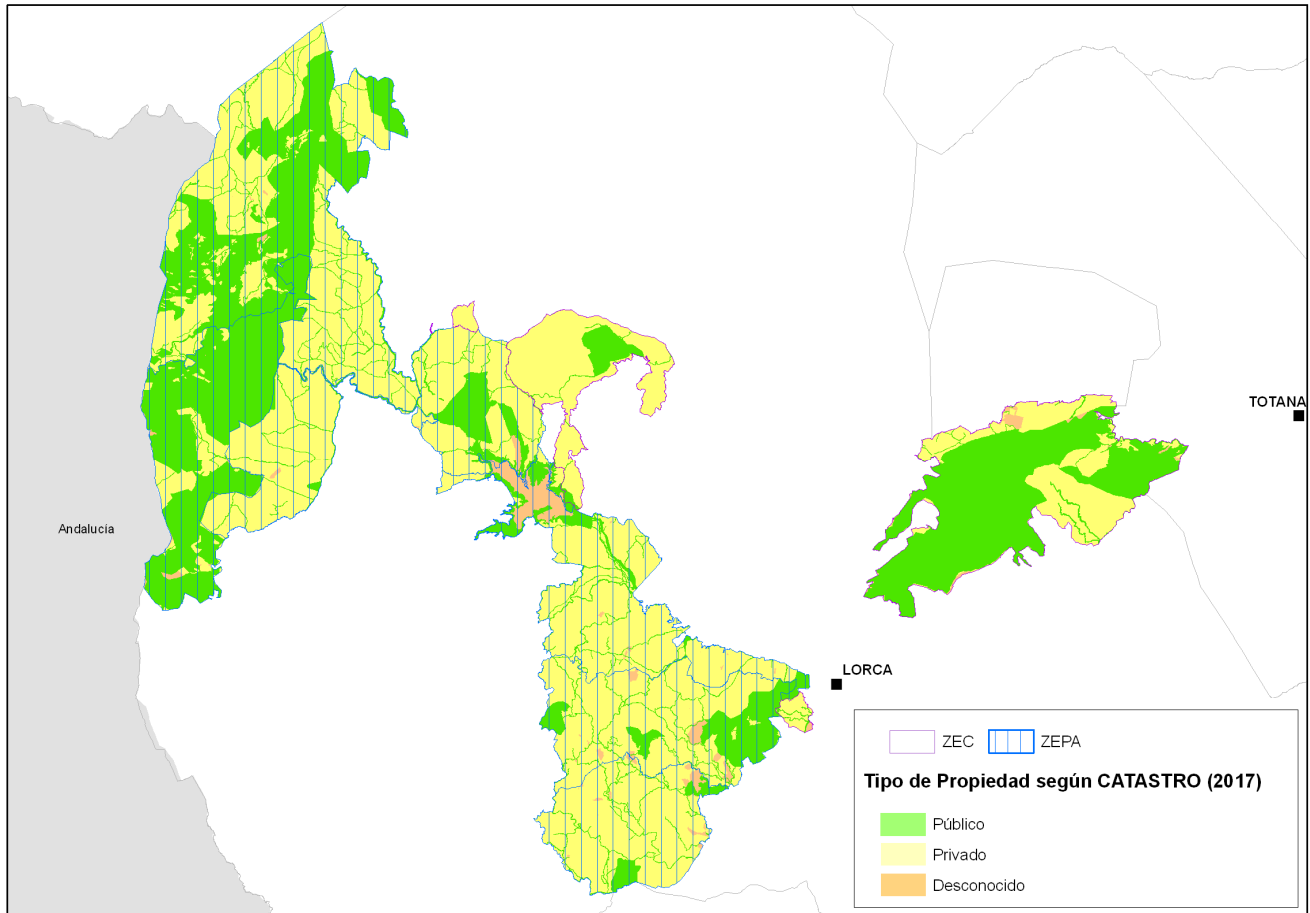 TOTANA
Andalucía
LORCA
ZEC ZEPA
Tipo de Propiedad según CATASTRO (2017)
Público
Privado
Desconocido